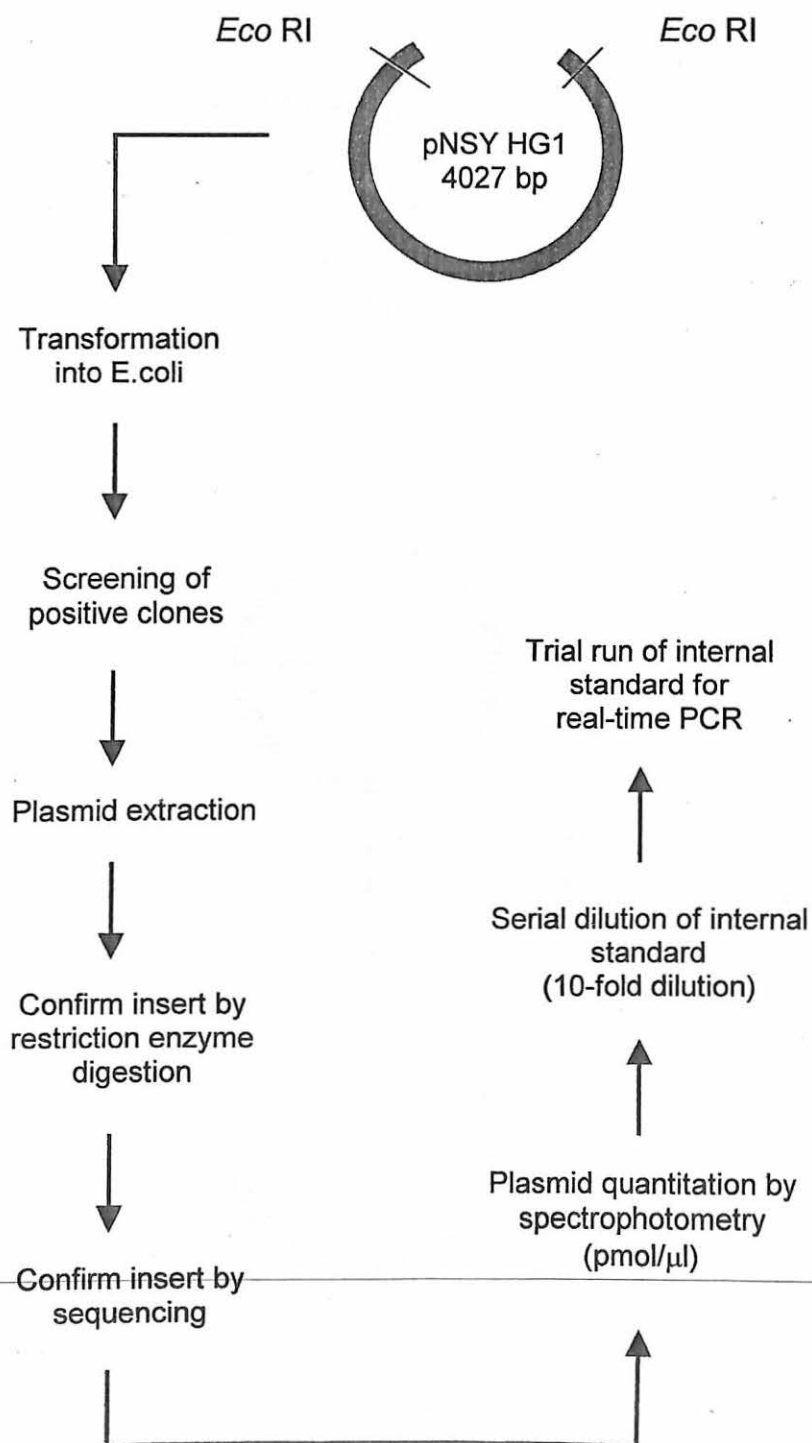 Eco RI
Eco RI
pNSY HG1
4027 bp
Transformation
into E.coli
Screening of
positive clones
Plasmid extraction
Confirm insert by
restriction enzyme
digestion
Confirm insert by
sequencing
Plasmid quantitation by
spectrophotometry
(pmol/μl)
Serial dilution of internal
standard
(10-fold dilution)
Trial run of internal
standard for
real-time PCR